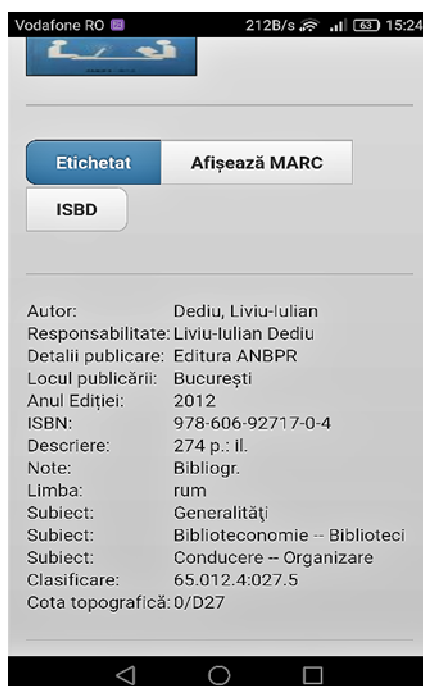 Vodafone RO 212B/s 63 15:24
Etichetat Afișează MARC
ISBD
Autor: Dediu, Liviu-Iulian
Responsabilitate: Liviu-Iulian Dediu
Detalii publicare: Editura ANBPR
Locul publicării: Bucureşti
Anul Ediției: 2012
ISBN: 978-606-92717-0-4
Descriere: 274 p.: il.
Note: Bibliogr.
Limba: rum
Subiect: Generalităţi
Subiect: Biblioteconomie -- Biblioteci
Subiect: Conducere -- Organizare
Clasificare: 65.012.4:027.5
Cota topografică: 0/D27